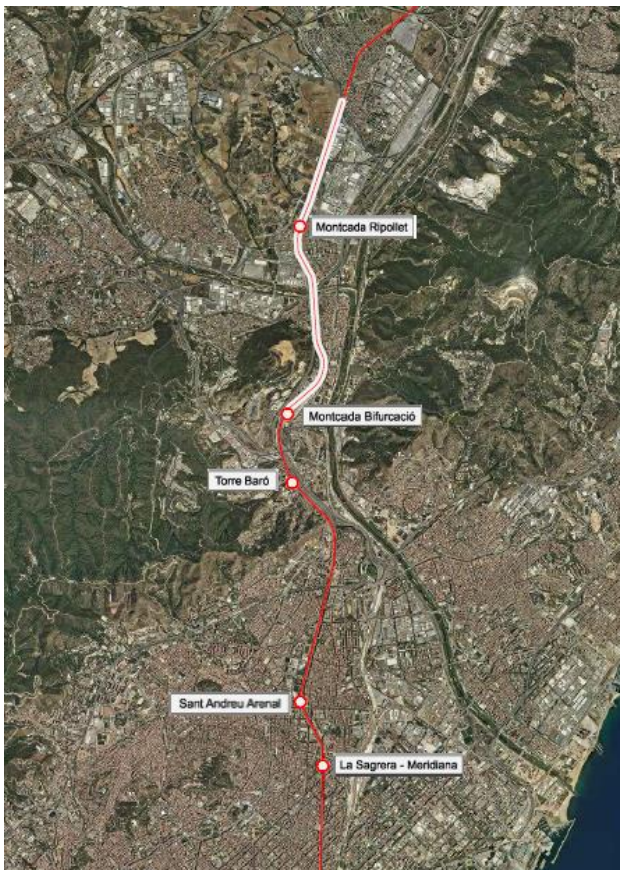 Montcada Ripollet
Montcada Bifurcació
Torre Baró
Sant Andreu Arenal
La Sagrera - Meridiana